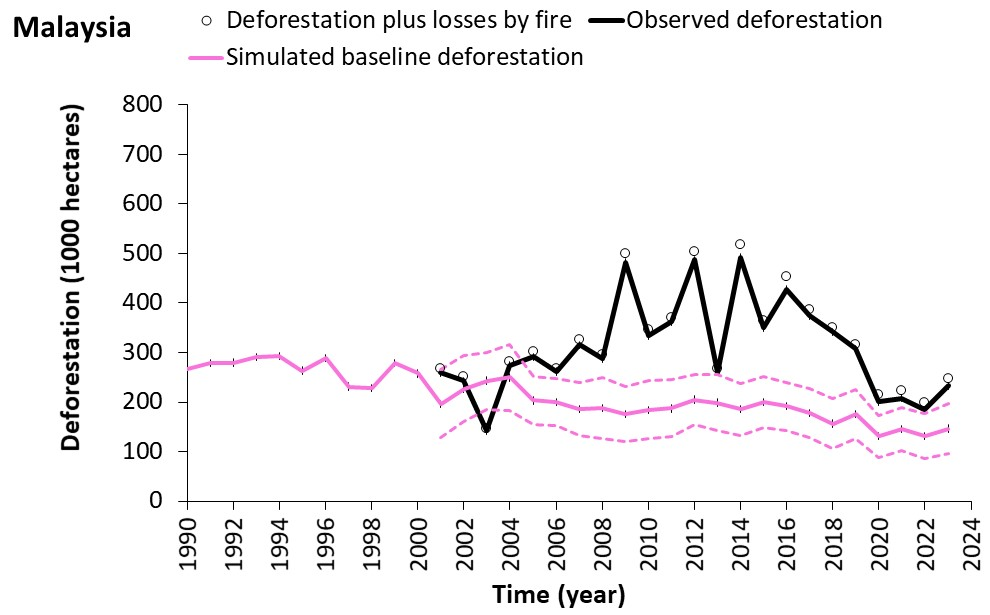 Malaysia
Deforestation plus losses by fire
Observed deforestation
Simulated baseline deforestation
Deforestation (1000 hectares)
800
700
600
500
400
300
200
100
0
1990 1992 1994 1996 1998 2000 2002 2004 2006 2008 2010 2012 2014 2016 2018 2020 2022 2024
Time (year)